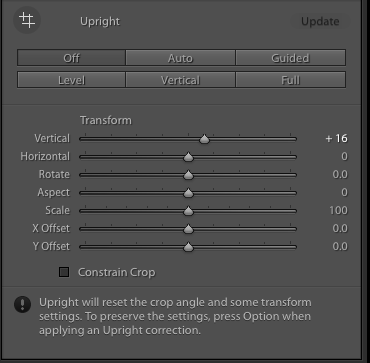 Upright Update
Off Auto Guided
Level Vertical Full
Transform
Vertical + 16
Horizontal 0
Rotate 0.0
Aspect 0
Scale 100
X Offset 0.0
Y Offset 0.0
Constrain Crop
Upright will reset the crop angle and some transform
settings. To preserve the settings, press Option when
applying an Upright correction.